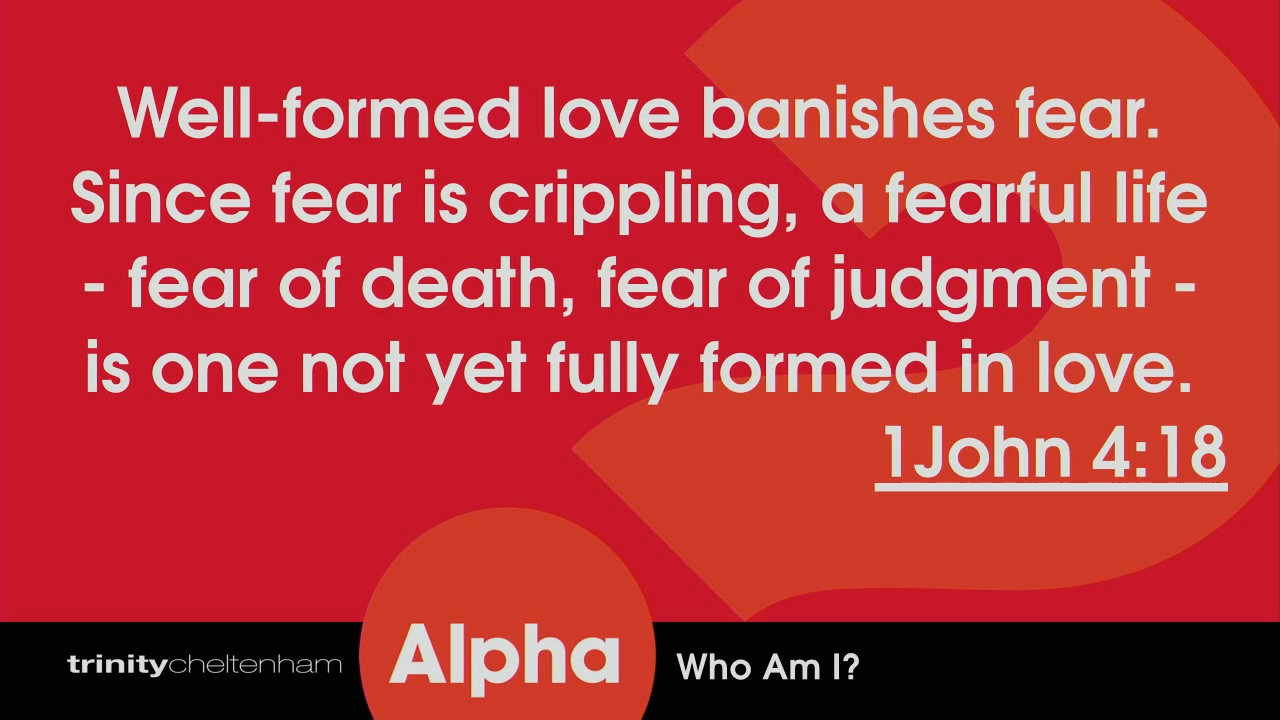 Well-formed love banishes fear.
Since fear is crippling, a fearful life
- fear of death, fear of judgment -
is one not yet fully formed in love.
1John 4:18
trinitycheltenham
Alpha
Who Am I?